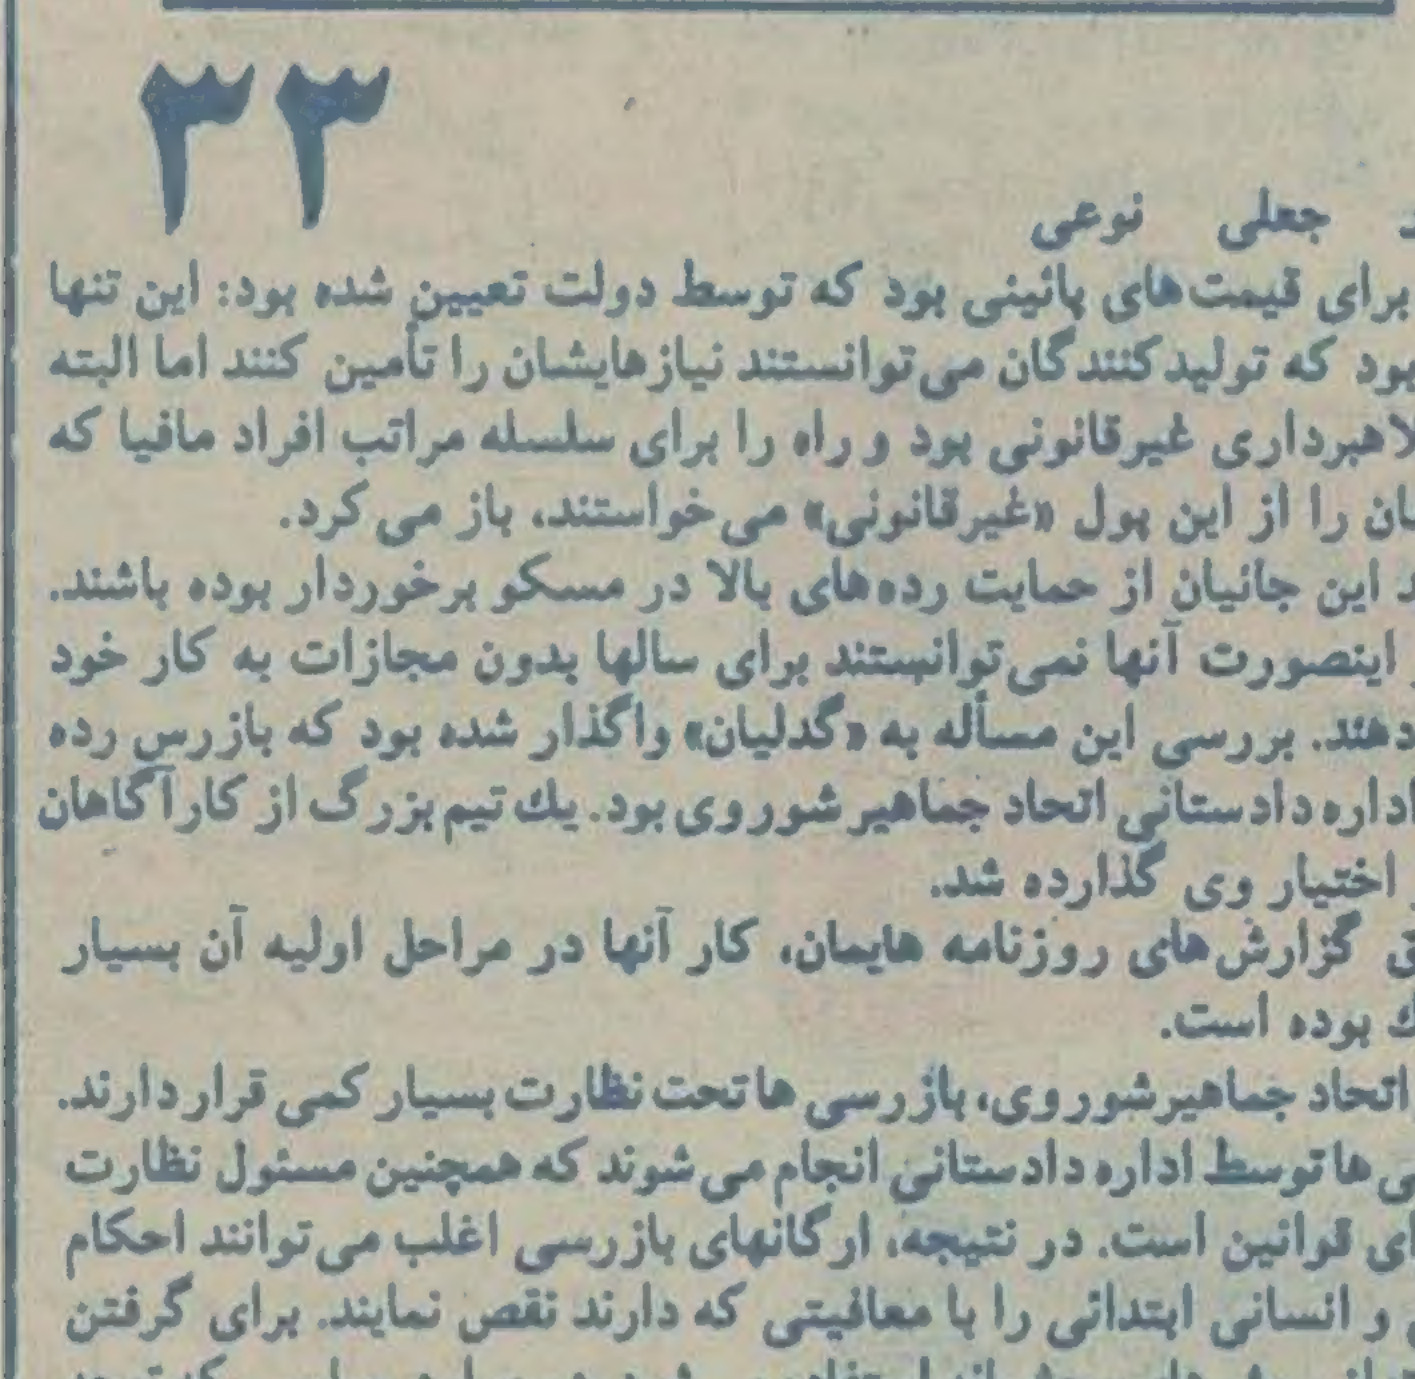 ۳۳
جعلی نوعی
برای قیمت‌های پائینی بود که توسط دولت تعیین شده بود: این تنها
بود که تولیدکنندگان می‌توانستند نیازهایشان را تأمین کنند اما البته
لاهبرداری غیرقانونی بود و راه را برای سلسله مراتب افراد مافیا که
ان را از این پول «غیرقانونی» می‌خواستند، باز می‌کرد.
د این جانیان از حمایت رده‌های بالا در مسکو برخوردار بوده باشند.
اینصورت آنها نمی‌توانستند برای سالها بدون مجازات به کار خود
دهند. بررسی این مسأله به «گدلیان» واگذار شده بود که بازرس رده
اداره دادستانی اتحاد جماهیر شوروی بود. یك تیم بزرگ از کارآگاهان
اختیار وی گذارده شد.
ق گزارش‌های روزنامه هایمان، کار آنها در مراحل اولیه آن بسیار
ك بوده است.
اتحاد جماهیرشوروی، بازرسی ها تحت نظارت بسیار کمی قرار دارند.
ی ها توسط اداره دادستانی انجام می‌شوند که همچنین مسئول نظارت
ای قوانین است. در نتیجه، ارگانهای بازرسی اغلب می‌توانند احکام
و انسانی ابتدائی را با معافیتی که دارند نقص نمایند. برای گرفتن